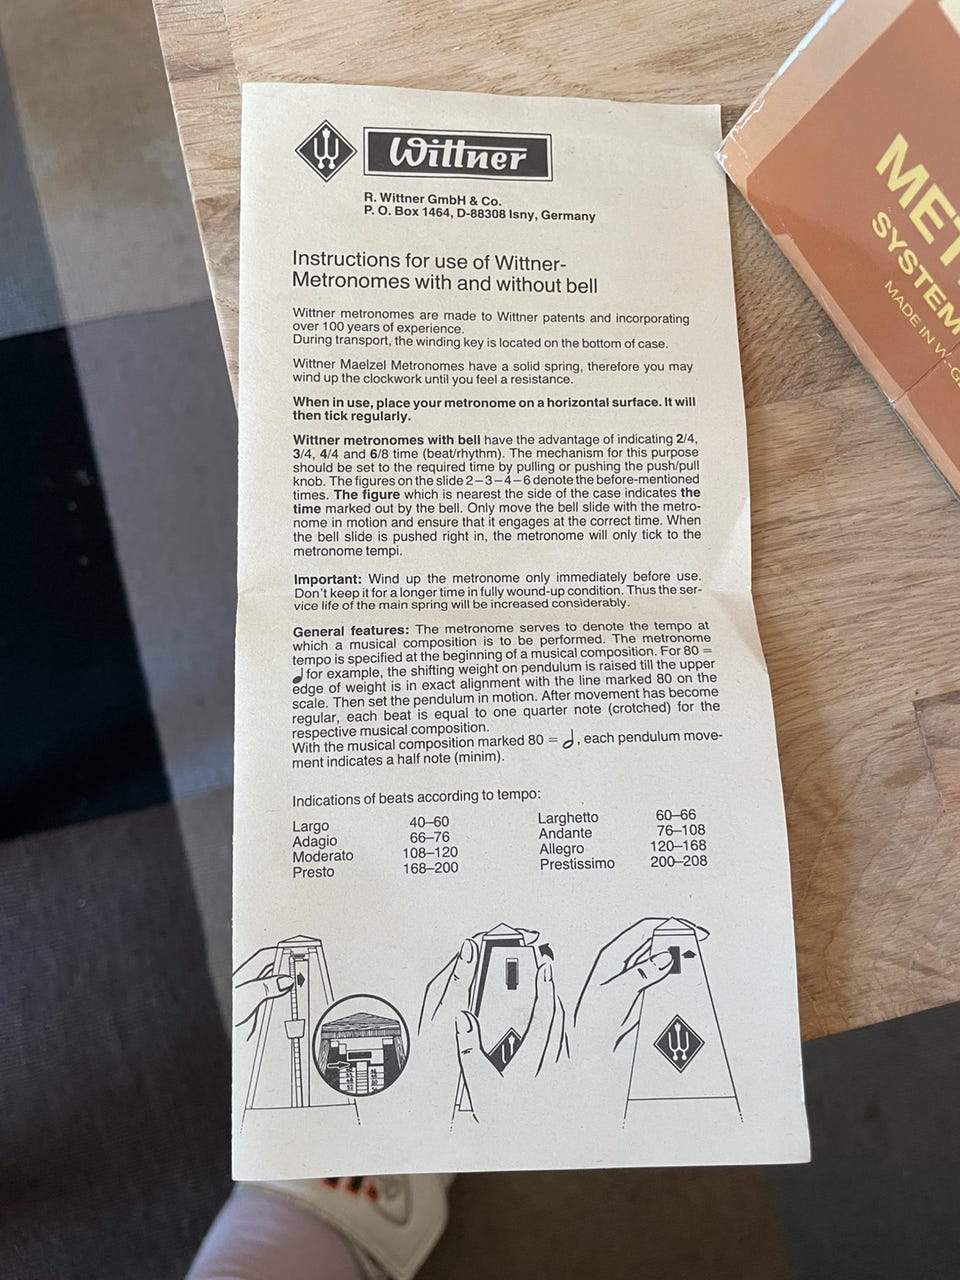 Wittner
R. Wittner GmbH & Co.
P. O. Box 1464, D-88308 Isny, Germany
Instructions for use of Wittner-
Metronomes with and without bell
Wittner metronomes are made to Wittner patents and incorporating
over 100 years of experience.
During transport, the winding key is located on the bottom of case.
Wittner Maelzel Metronomes have a solid spring, therefore you may
wind up the clockwork until you feel a resistance.
When in use, place your metronome on a horizontal surface. It will
then tick regularly.
Wittner metronomes with bell have the advantage of indicating 2/4,
3/4, 4/4 and 6/8 time (beat/rhythm). The mechanism for this purpose
should be set to the required time by pulling or pushing the push/pull
knob. The figures on the slide 2–3–4–6 denote the before-mentioned
times. The figure which is nearest the side of the case indicates the
time marked out by the bell. Only move the bell slide with the metro-
nome in motion and ensure that it engages at the correct time. When
the bell slide is pushed right in, the metronome will only tick to the
metronome tempi.
Important: Wind up the metronome only immediately before use.
Don't keep it for a longer time in fully wound-up condition. Thus the ser-
vice life of the main spring will be increased considerably.
General features: The metronome serves to denote the tempo at
which a musical composition is to be performed. The metronome
tempo is specified at the beginning of a musical composition. For 80 =
for example, the shifting weight on pendulum is raised till the upper
edge of weight is in exact alignment with the line marked 80 on the
scale. Then set the pendulum in motion. After movement has become
regular, each beat is equal to one quarter note (crotched) for the
respective musical composition.
With the musical composition marked 80 = , each pendulum move-
ment indicates a half note (minim).
Indications of beats according to tempo:
Largo 40–60 Larghetto 60–66
Adagio 66–76 Andante 76–108
Moderato 108–120 Allegro 120–168
Presto 168–200 Prestissimo 200–208
MET
SYSTEM
MADE IN W.-G